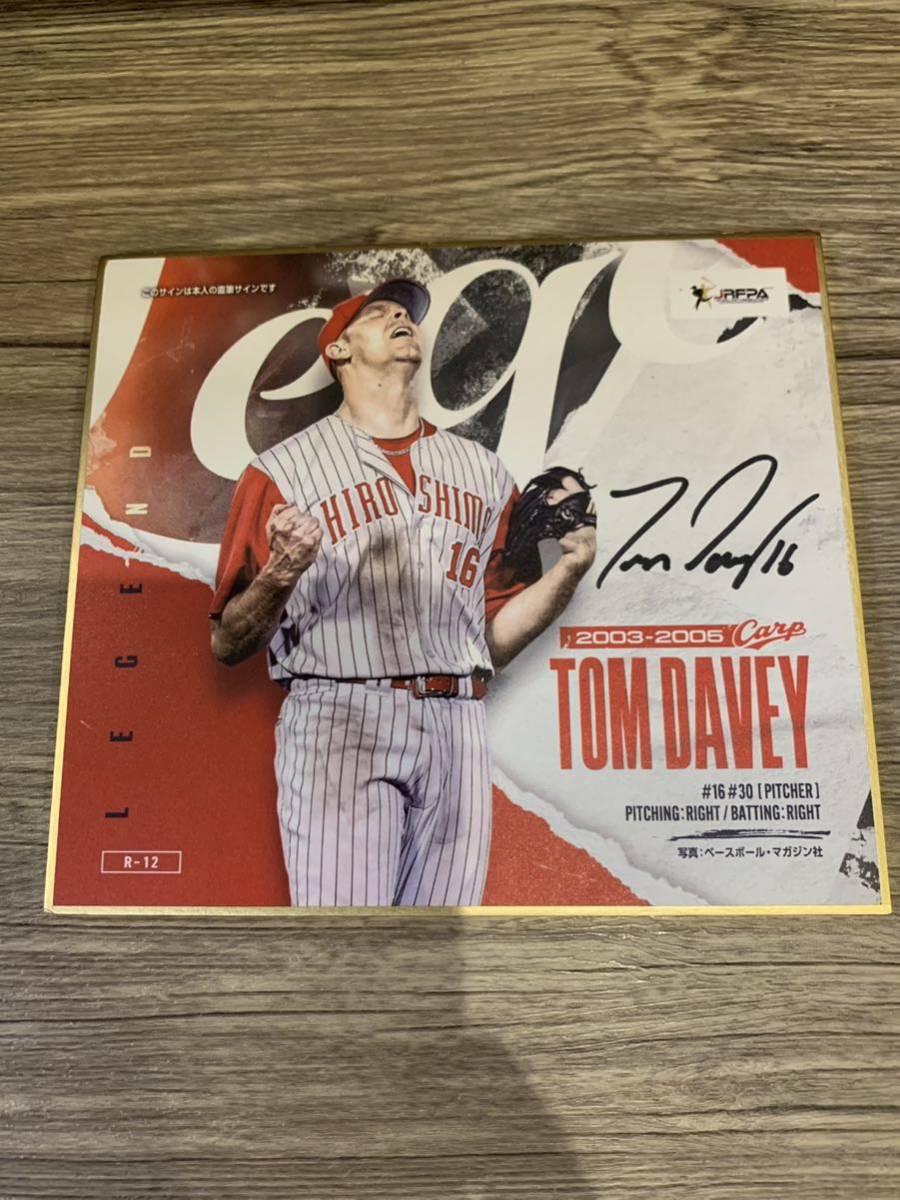 このサインは本人の直筆サインです
JRFPA
Lege
LEGEND
HIROSHIMA
16
Tom Davey 16
2003-2005 Carp
TOM DAVEY
#16 #30 [PITCHER]
PITCHING:RIGHT / BATTING:RIGHT
写真:ベースボール・マガジン社
R-12